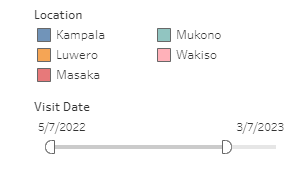 Location
Kampala Mukono
Luwero Wakiso
Masaka
Visit Date
5/7/2022 3/7/2023